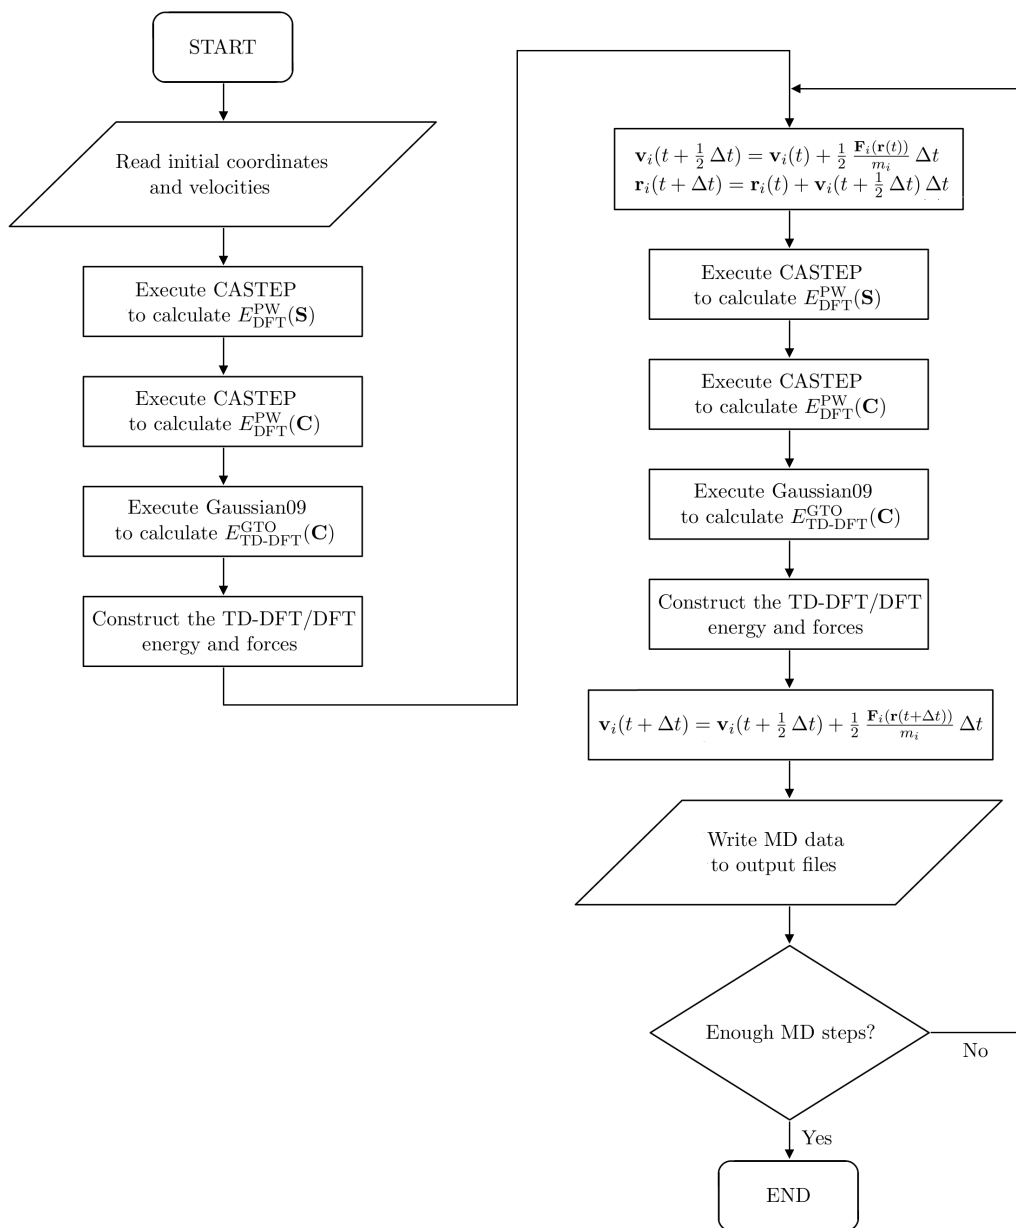 START
Read initial coordinates
and velocities
Execute CASTEP
to calculate $E_{\text{DFT}}^{\text{PW}}(\mathbf{S})$
Execute CASTEP
to calculate $E_{\text{DFT}}^{\text{PW}}(\mathbf{C})$
Execute Gaussian09
to calculate $E_{\text{TD-DFT}}^{\text{GTO}}(\mathbf{C})$
Construct the TD-DFT/DFT
energy and forces
$\mathbf{v}_i(t + \frac{1}{2}\Delta t) = \mathbf{v}_i(t) + \frac{1}{2}\frac{\mathbf{F}_i(\mathbf{r}(t))}{m_i}\Delta t$
$\mathbf{r}_i(t + \Delta t) = \mathbf{r}_i(t) + \mathbf{v}_i(t + \frac{1}{2}\Delta t)\Delta t$
Execute CASTEP
to calculate $E_{\text{DFT}}^{\text{PW}}(\mathbf{S})$
Execute CASTEP
to calculate $E_{\text{DFT}}^{\text{PW}}(\mathbf{C})$
Execute Gaussian09
to calculate $E_{\text{TD-DFT}}^{\text{GTO}}(\mathbf{C})$
Construct the TD-DFT/DFT
energy and forces
$\mathbf{v}_i(t + \Delta t) = \mathbf{v}_i(t + \frac{1}{2}\Delta t) + \frac{1}{2}\frac{\mathbf{F}_i(\mathbf{r}(t+\Delta t))}{m_i}\Delta t$
Write MD data
to output files
Enough MD steps?
No
Yes
END